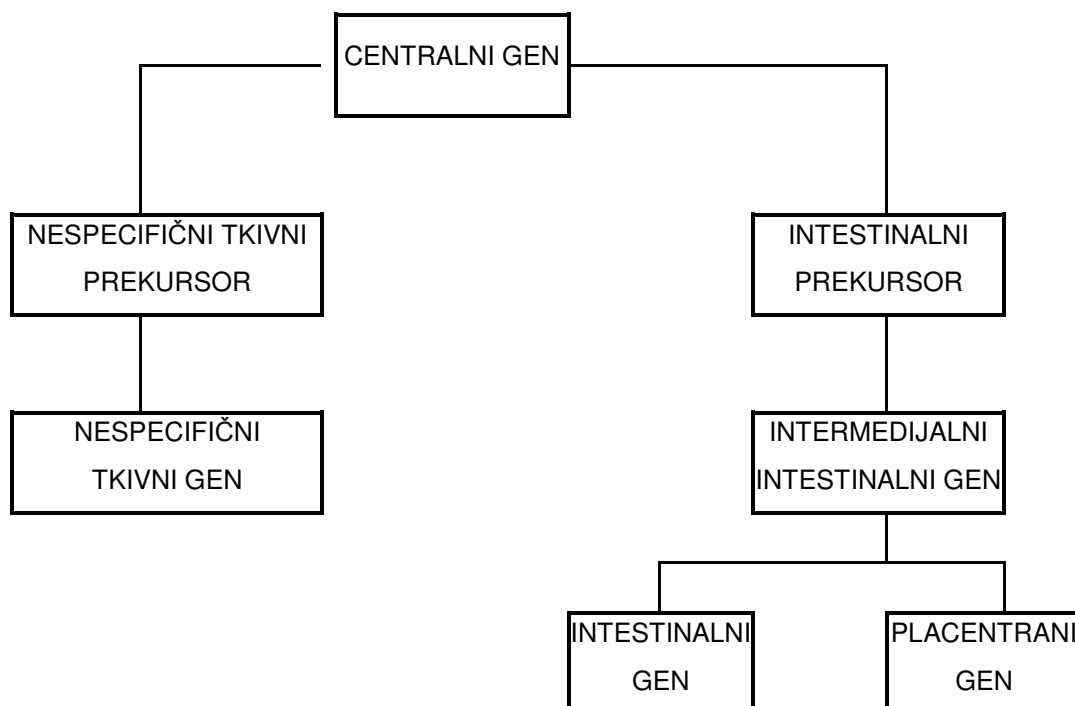 CENTRALNI GEN
NESPECIFIČNI TKIVNI
PREKURSOR
INTESTINALNI
PREKURSOR
NESPECIFIČNI
TKIVNI GEN
INTERMEDIJALNI
INTESTINALNI GEN
INTESTINALNI
GEN
PLACENTRANI
GEN